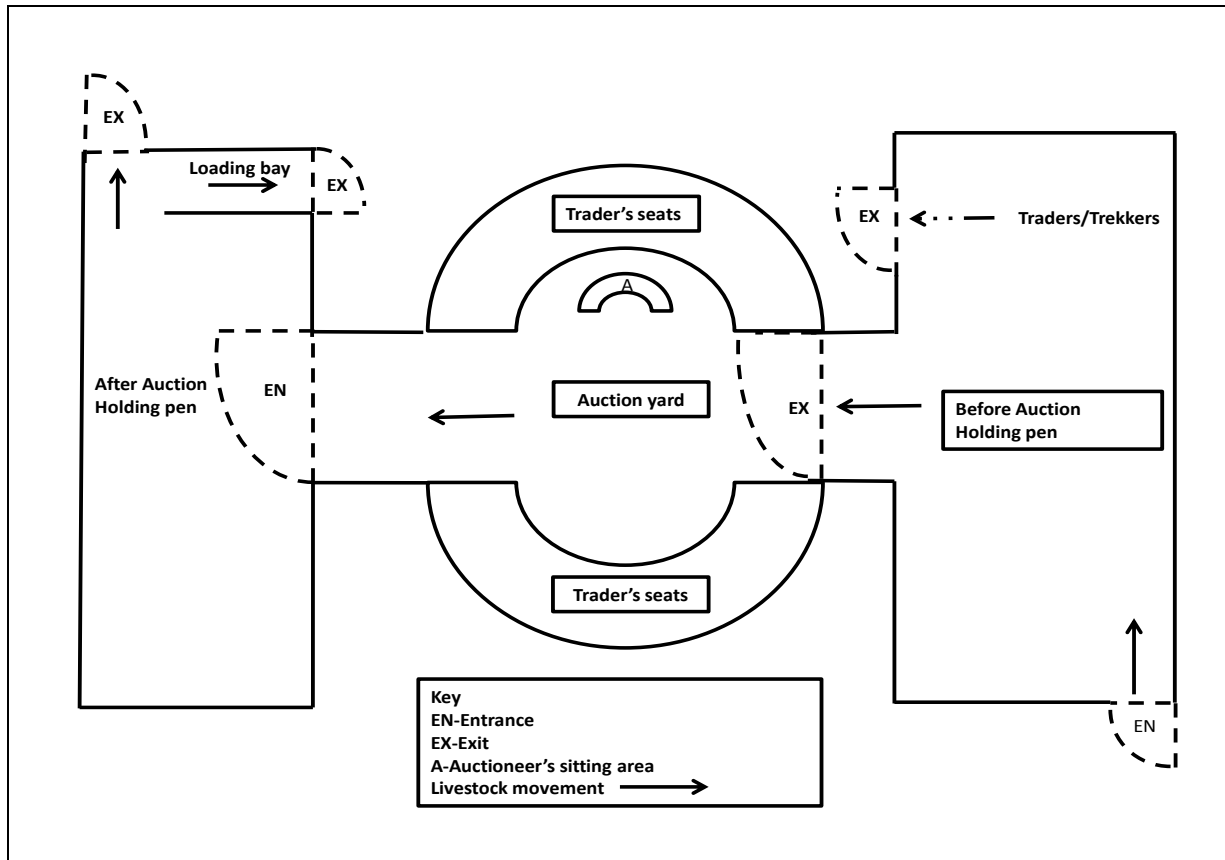 EX
Loading bay
EX
Trader's seats
A
EX
Traders/Trekkers
After Auction
Holding pen
EN
Auction yard
EX
Before Auction
Holding pen
Trader's seats
Key
EN-Entrance
EX-Exit
A-Auctioneer's sitting area
Livestock movement
EN